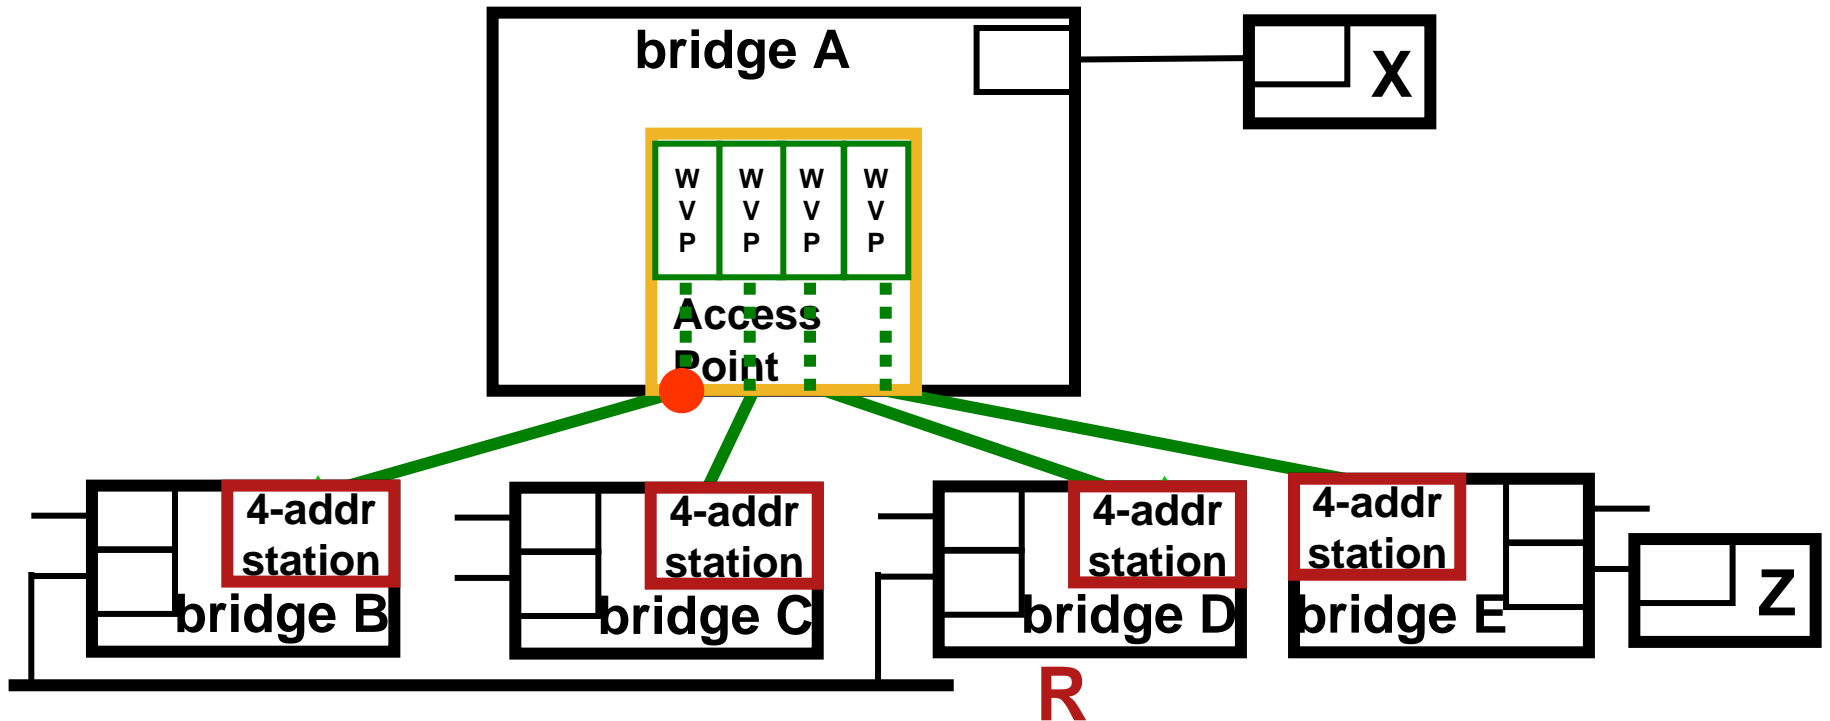 bridge A
X
W
V
P
W
V
P
W
V
P
W
V
P
Access
Point
4-addr
station
bridge B
4-addr
station
bridge C
4-addr
station
bridge D
4-addr
station
bridge E
Z
R